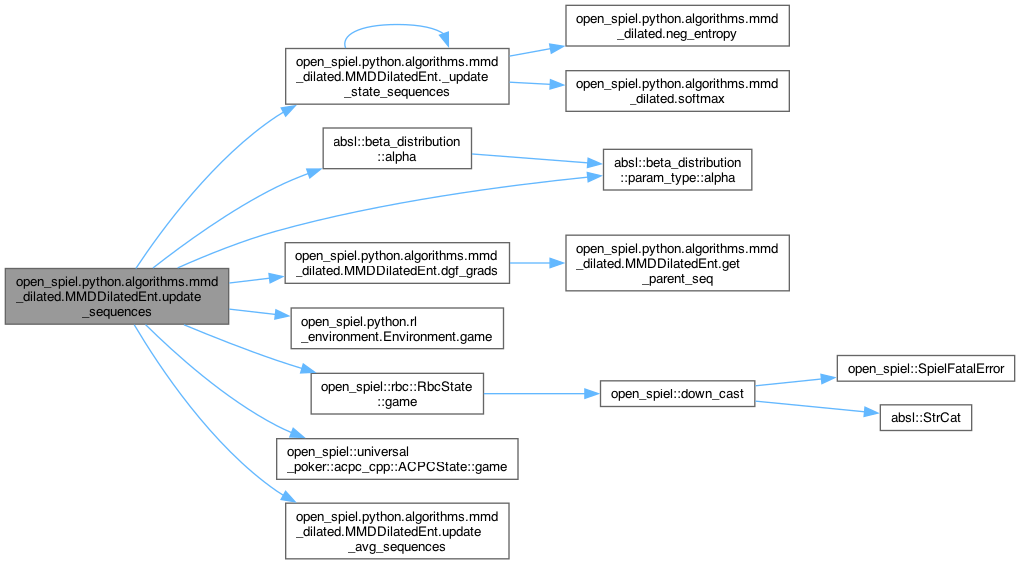 open_spiel.python.algorithms.mmd
_dilated.MMDDilatedEnt.update
_sequences
open_spiel.python.algorithms.mmd
_dilated.MMDDilatedEnt._update
_state_sequences
open_spiel.python.algorithms.mmd
_dilated.neg_entropy
open_spiel.python.algorithms.mmd
_dilated.softmax
absl::beta_distribution
::alpha
absl::beta_distribution
::param_type::alpha
open_spiel.python.algorithms.mmd
_dilated.MMDDilatedEnt.dgf_grads
open_spiel.python.algorithms.mmd
_dilated.MMDDilatedEnt.get
_parent_seq
open_spiel.python.rl
_environment.Environment.game
open_spiel::rbc::RbcState
::game
open_spiel::down_cast
open_spiel::SpielFatalError
absl::StrCat
open_spiel::universal
_poker::acpc_cpp::ACPCState::game
open_spiel.python.algorithms.mmd
_dilated.MMDDilatedEnt.update
_avg_sequences